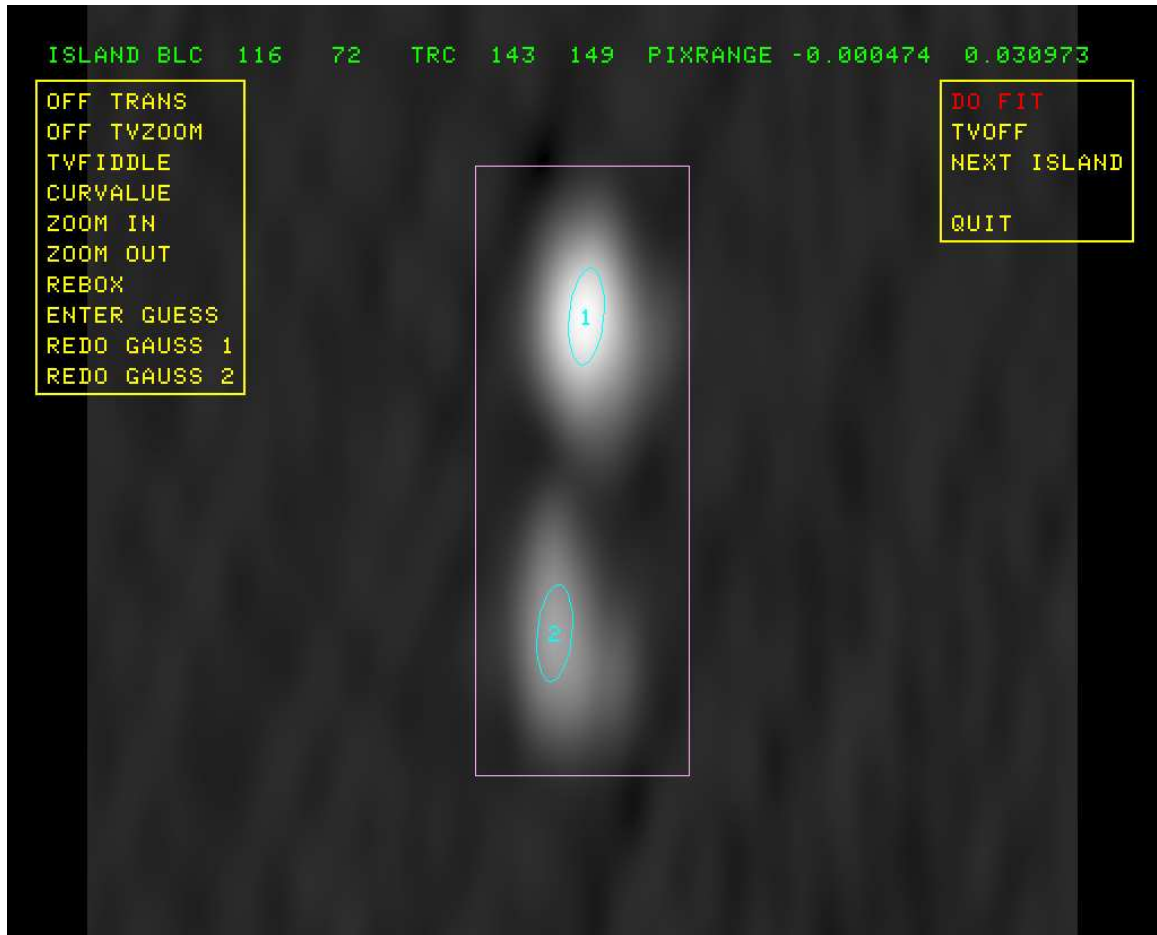 ISLAND BLC 116 72 TRC 143 149 PIXRANGE -0.000474 0.030973
OFF TRANS
OFF TVZOOM
TVFIDDLE
CURVALUE
ZOOM IN
ZOOM OUT
REBOX
ENTER GUESS
REDO GAUSS 1
REDO GAUSS 2
DO FIT
TVOFF
NEXT ISLAND
QUIT
1
2